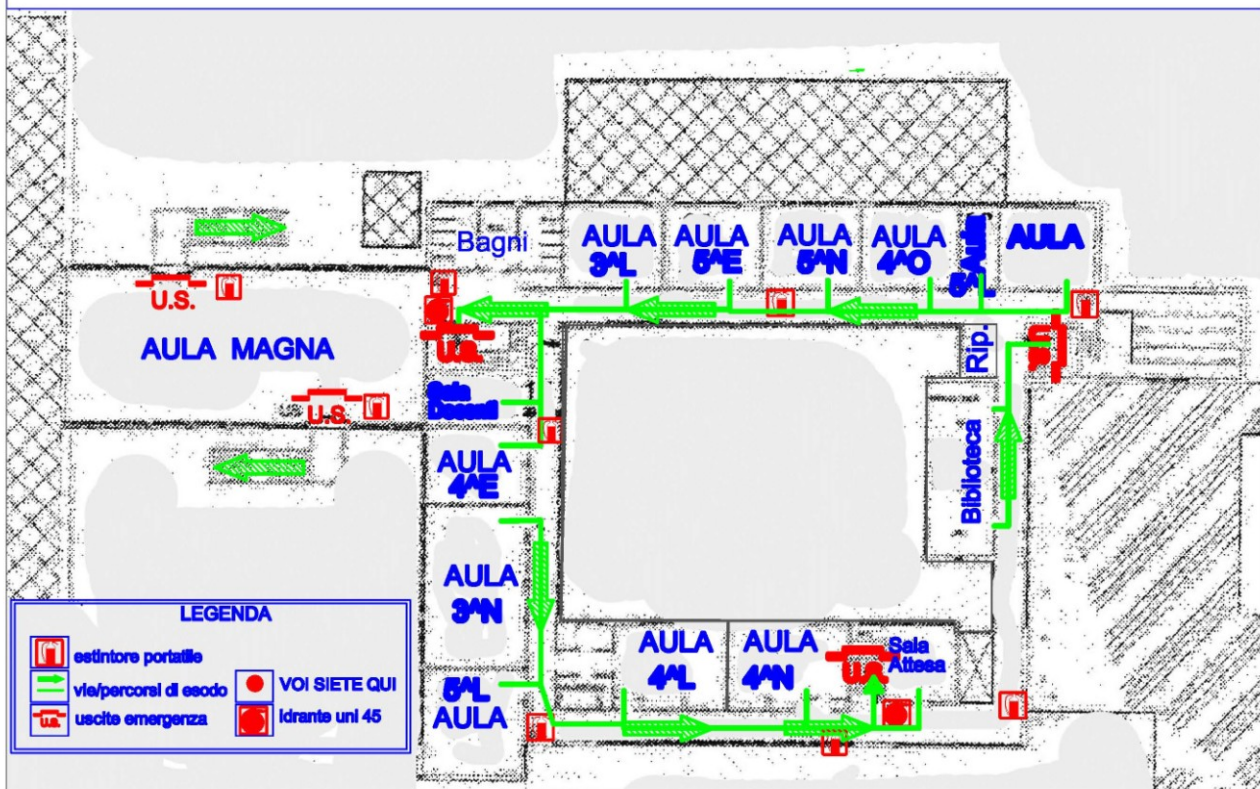 Bagni
AULA
3^L
AULA
5^E
AULA
5^N
AULA
4^O
AULA
U.S.
AULA MAGNA
U.S.
U.S.
Rip.
U.S.
Sala
Docenti
AULA
4^E
Biblioteca
AULA
3^N
5^L
AULA
AULA
4^L
AULA
4^N
Sala
Attesa
U.S.
LEGENDA
estintore portatile
vie/percorsi di esodo
VOI SIETE QUI
U.S.
uscite emergenza
Idrante uni 45